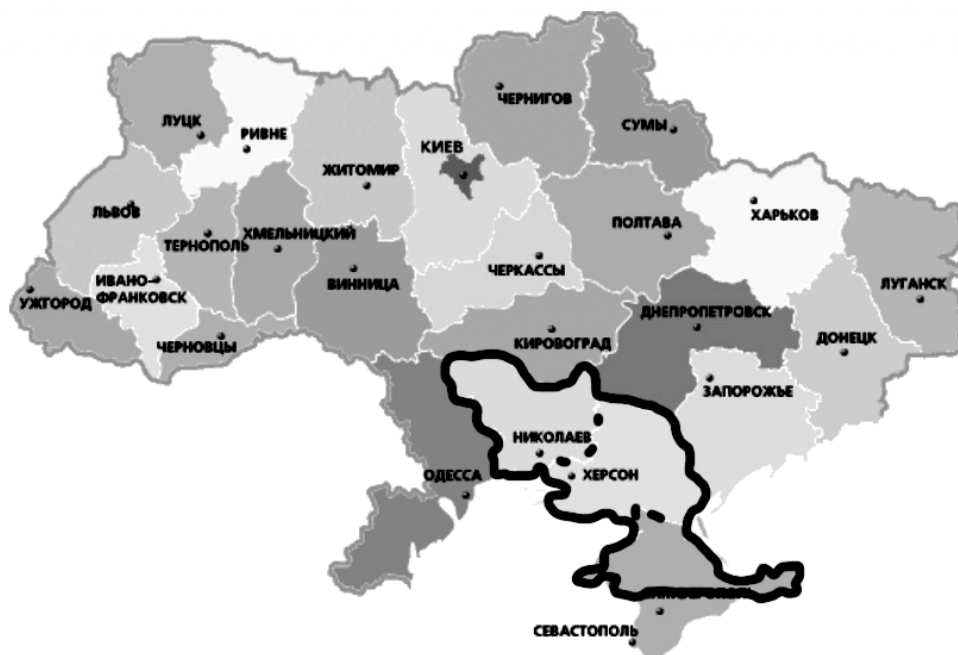 ЧЕРНИГОВ
ЛУЦК
РИВНЕ
СУМЫ
КИЕВ
ЖИТОМИР
ЛЬВОВ
ТЕРНОПОЛЬ
ХМЕЛЬНИЦКИЙ
ПОЛТАВА
ХАРЬКОВ
ЧЕРКАССЫ
ИВАНО-
ФРАНКОВСК
УЖГОРОД
ВИННИЦА
ЛУГАНСК
ДНЕПРОПЕТРОВСК
ЧЕРНОВЦЫ
КИРОВОГРАД
ДОНЕЦК
ЗАПОРОЖЬЕ
НИКОЛАЕВ
ОДЕССА
ХЕРСОН
СЕВАСТОПОЛЬ